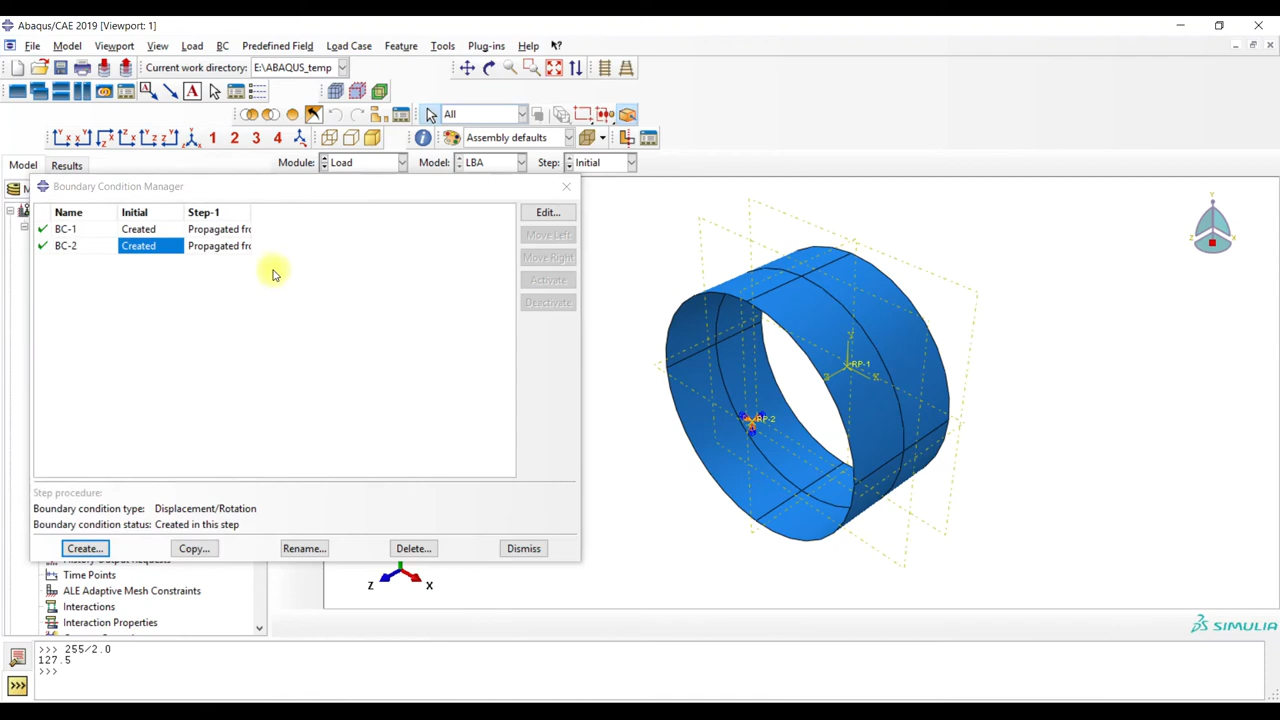 Abaqus/CAE 2019 [Viewport: 1]
File Model Viewport View Load BC Predefined Field Load Case Feature Tools Plug-ins Help
Current work directory: E:\ABAQUS_temp
A
All
1 2 3 4 Assembly defaults
Model Results Module: Load Model: LBA Step: Initial
Boundary Condition Manager
Name Initial Step-1
BC-1 Created Propagated fro
BC-2 Created Propagated fro
Edit...
Move Left
Move Right
Activate
Deactivate
Step procedure:
Boundary condition type: Displacement/Rotation
Boundary condition status: Created in this step
Create... Copy... Rename... Delete... Dismiss
Time Points
ALE Adaptive Mesh Constraints
Interactions
Interaction Properties
Y
Z X
Y
RP-1
Z X
RP-2
Z X
SIMULIA
>>> 255/2.0
127.5
>>>